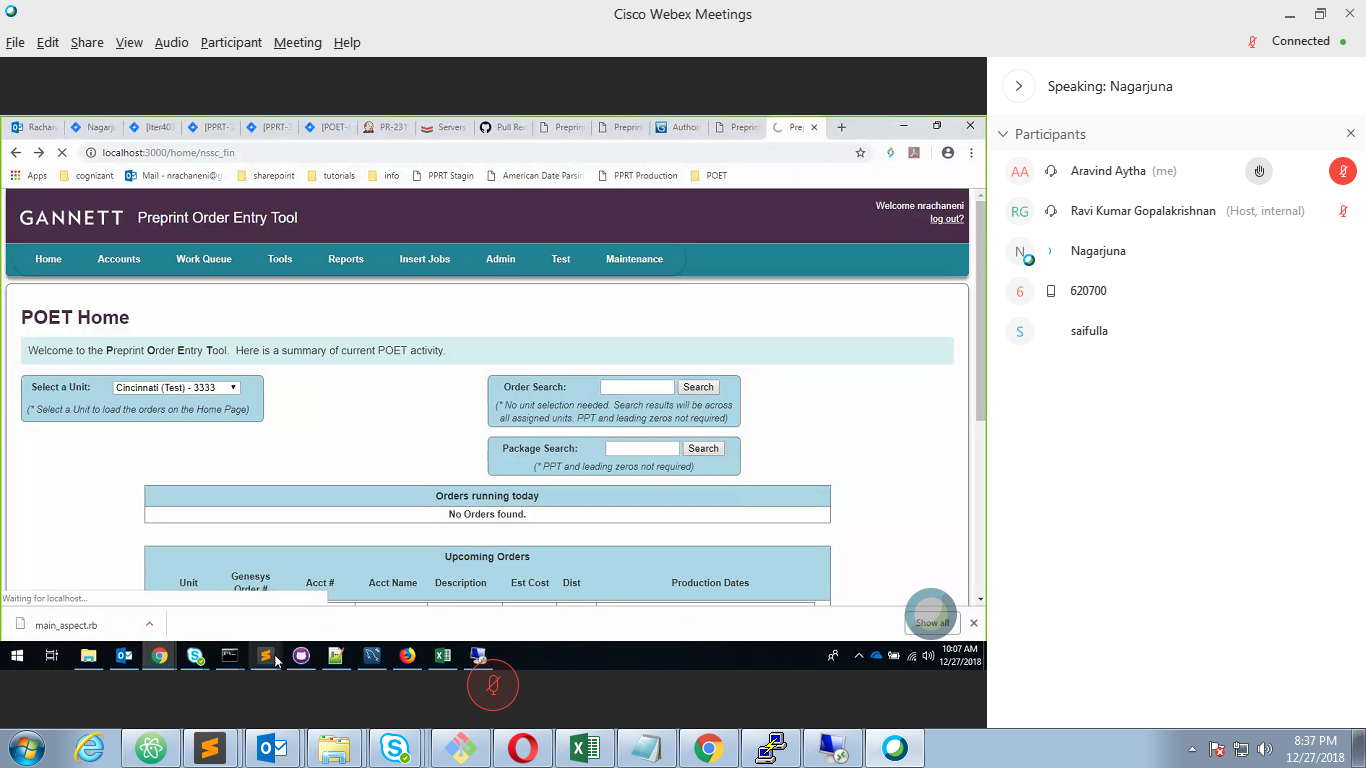 Cisco Webex Meetings
File Edit Share View Audio Participant Meeting Help
Connected
Speaking: Nagarjuna
Participants
AA Aravind Aytha (me)
RG Ravi Kumar Gopalakrishnan (Host, internal)
N Nagarjuna
6 620700
S saifulla
Rachan Nagarj [Iter403 [PPRT- [PPRT- [POET- PR-231 Servers Pull Re Preprin Preprin Author Preprin Pre
localhost:3000/home/nssc_fin
Apps cognizant Mail - nrachaneni@g sharepoint tutorials info PPRT Stagin American Date Parsin PPRT Production POET
GANNETT Preprint Order Entry Tool
Welcome nrachaneni
log out?
Home Accounts Work Queue Tools Reports Insert Jobs Admin Test Maintenance
POET Home
Welcome to the Preprint Order Entry Tool. Here is a summary of current POET activity.
Select a Unit: Cincinnati (Test) - 3333
(* Select a Unit to load the orders on the Home Page)
Order Search: Search
(* No unit selection needed. Search results will be across
all assigned units. PPT and leading zeros not required)
Package Search: Search
(* PPT and leading zeros not required)
Orders running today
No Orders found.
Upcoming Orders
Unit Genesys Order # Acct # Acct Name Description Est Cost Dist Production Dates
Waiting for localhost...
main_aspect.rb
Show all
10:07 AM
12/27/2018
8:37 PM
12/27/2018